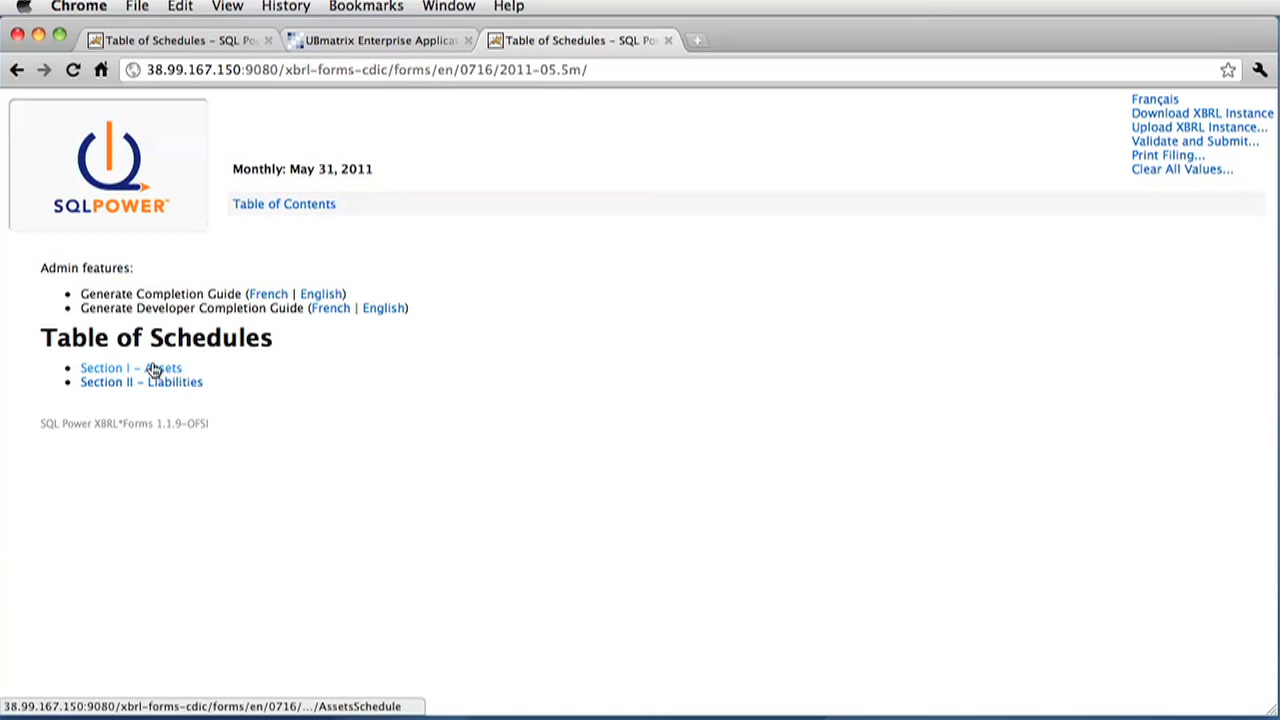 Chrome File Edit View History Bookmarks Window Help
Table of Schedules – SQL Po UBmatrix Enterprise Applicat Table of Schedules – SQL Po
38.99.167.150:9080/xbrl-forms-cdic/forms/en/0716/2011-05.5m/
Français
Download XBRL Instance
Upload XBRL Instance...
Validate and Submit...
Print Filing...
Clear All Values...
Monthly: May 31, 2011
SQLPOWER™
Table of Contents
Admin features:
• Generate Completion Guide (French | English)
• Generate Developer Completion Guide (French | English)
Table of Schedules
• Section I – Assets
• Section II – Liabilities
SQL Power XBRL*Forms 1.1.9-OFSI
38.99.167.150:9080/xbrl-forms-cdic/forms/en/0716/.../AssetsSchedule